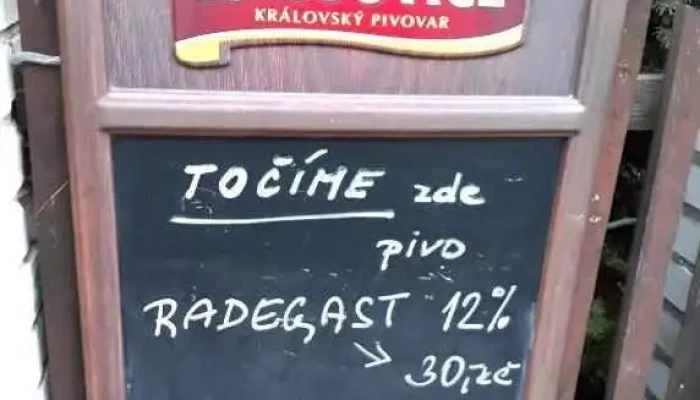 KRÁLOVSKÝ PIVOVAR
TOČÍME zde
pivo
RADEGAST 12%
→ 30,-kč